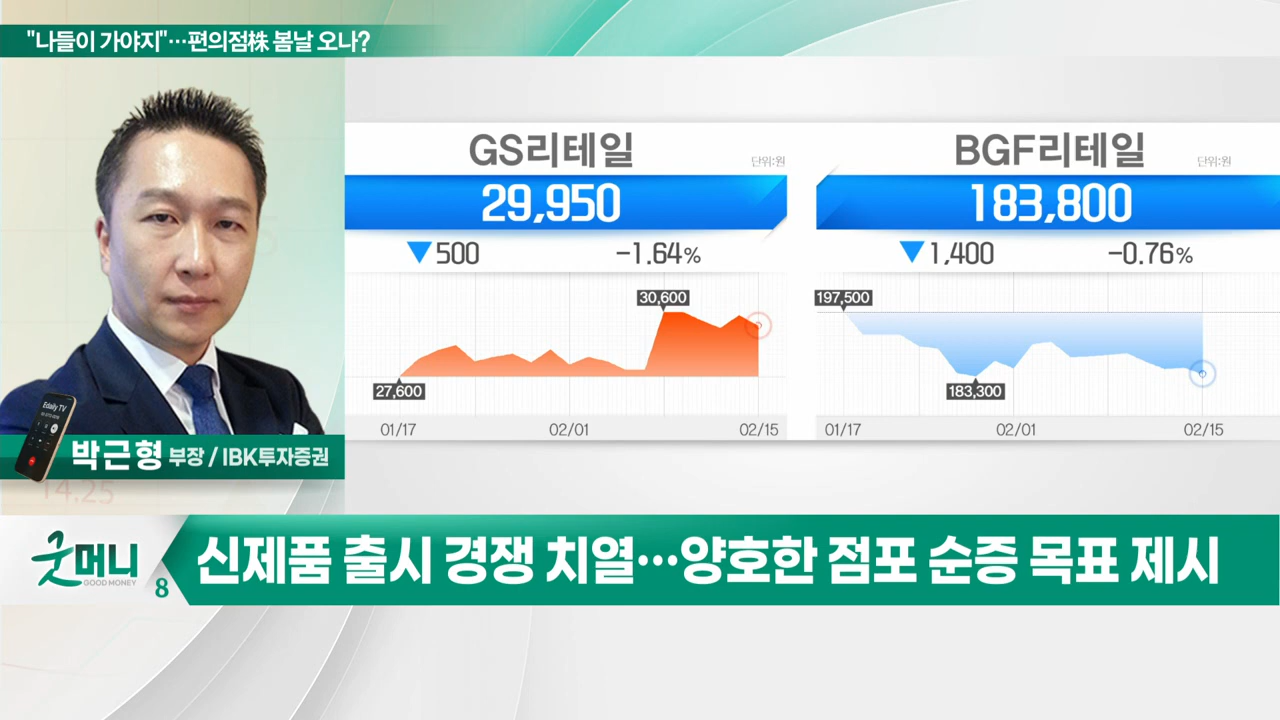 "나들이 가야지"…편의점株 봄날 오나?
GS리테일
단위:원
29,950
▼500 -1.64%
30,600
27,600
01/17 02/01 02/15
BGF리테일
단위:원
183,800
▼1,400 -0.76%
197,500
183,300
01/17 02/01 02/15
Edaily TV
박근형 부장 / IBK투자증권
14.25
굿머니
GOOD MONEY
8
신제품 출시 경쟁 치열…양호한 점포 순증 목표 제시